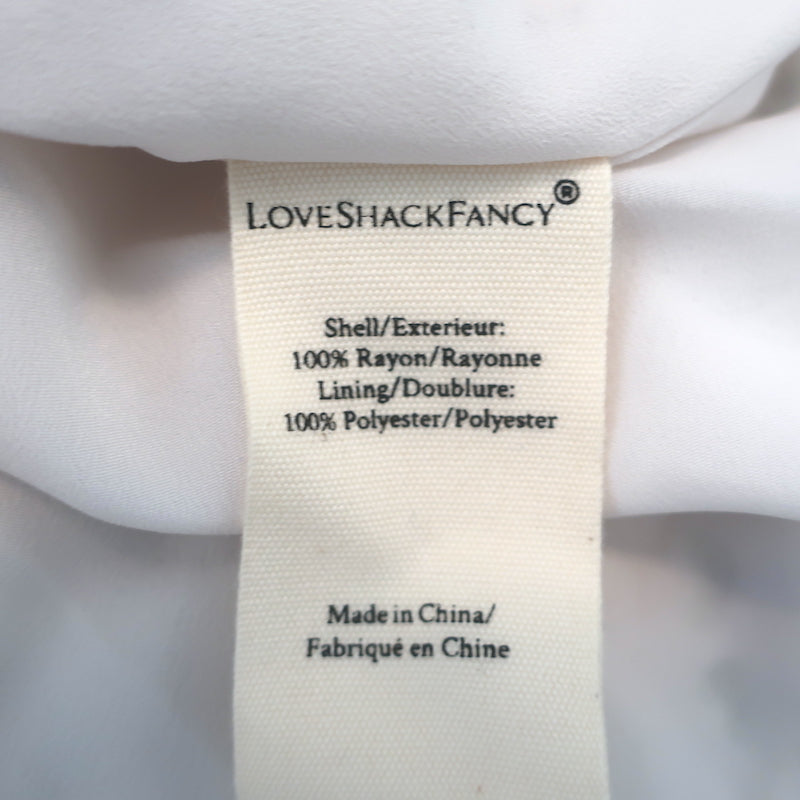 LOVESHACKFANCY®
Shell/Exterieur:
100% Rayon/Rayonne
Lining/Doublure:
100% Polyester/Polyester
Made in China/
Fabriqué en Chine